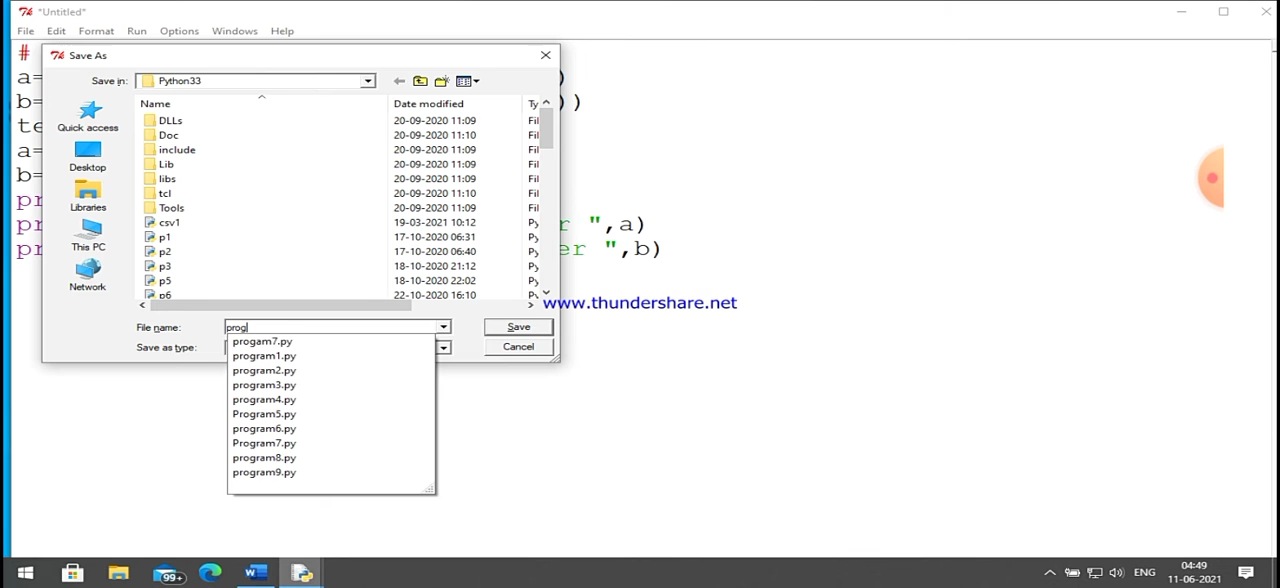 *Untitled*
File Edit Format Run Options Windows Help
#
a= )
b= ))
te
a=
b=
pr
pr r ",a)
pr er ",b)
Save As
Save in: Python33
Name Date modified Ty
Quick access
Desktop
Libraries
This PC
Network
DLLs 20-09-2020 11:09 Fil
Doc 20-09-2020 11:10 Fil
include 20-09-2020 11:09 Fil
Lib 20-09-2020 11:09 Fil
libs 20-09-2020 11:09 Fil
tcl 20-09-2020 11:10 Fil
Tools 20-09-2020 11:09 Fil
csv1 19-03-2021 10:12 Py
p1 17-10-2020 06:31 Py
p2 17-10-2020 06:40 Py
p3 18-10-2020 21:12 Py
p5 18-10-2020 22:02 Py
p6 22-10-2020 16:10 Py
www.thundershare.net
File name: prog Save
Save as type: Cancel
progam7.py
program1.py
program2.py
program3.py
program4.py
Program5.py
program6.py
Program7.py
program8.py
program9.py
99+
ENG
04:49
11-06-2021